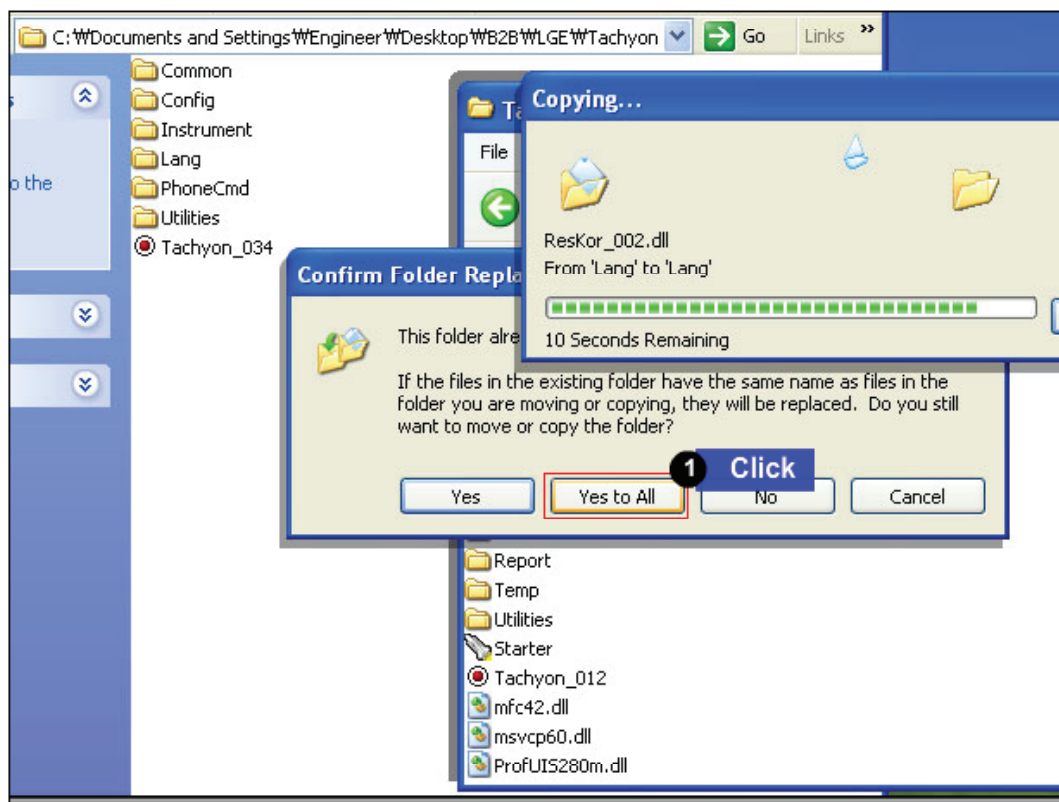 C:₩Documents and Settings₩Engineer₩Desktop₩B2B₩LGE₩Tachyon
Go
Links
»
Common
Config
Instrument
Lang
PhoneCmd
Utilities
Tachyon_034
o the
File
Copying...
ResKor_002.dll
From 'Lang' to 'Lang'
10 Seconds Remaining
Confirm Folder Repla
This folder alre
If the files in the existing folder have the same name as files in the
folder you are moving or copying, they will be replaced. Do you still
want to move or copy the folder?
1 Click
Yes
Yes to All
No
Cancel
Report
Temp
Utilities
Starter
Tachyon_012
mfc42.dll
msvcp60.dll
ProfUIS280m.dll